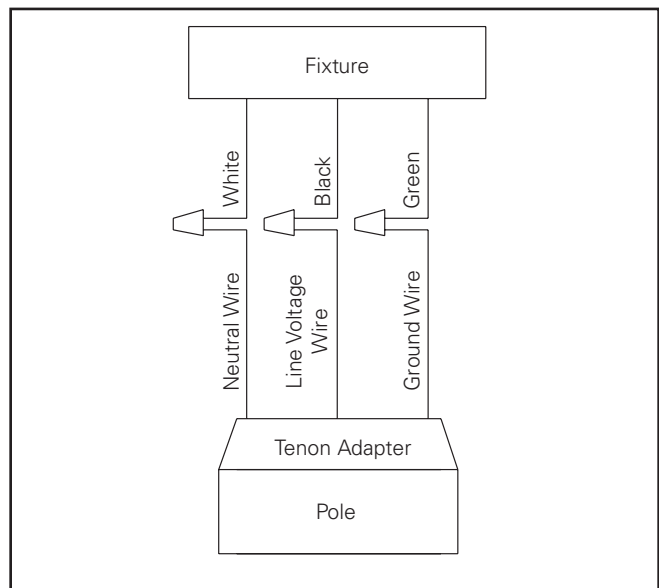 Fixture
White
Black
Green
Neutral Wire
Line Voltage
Wire
Ground Wire
Tenon Adapter
Pole